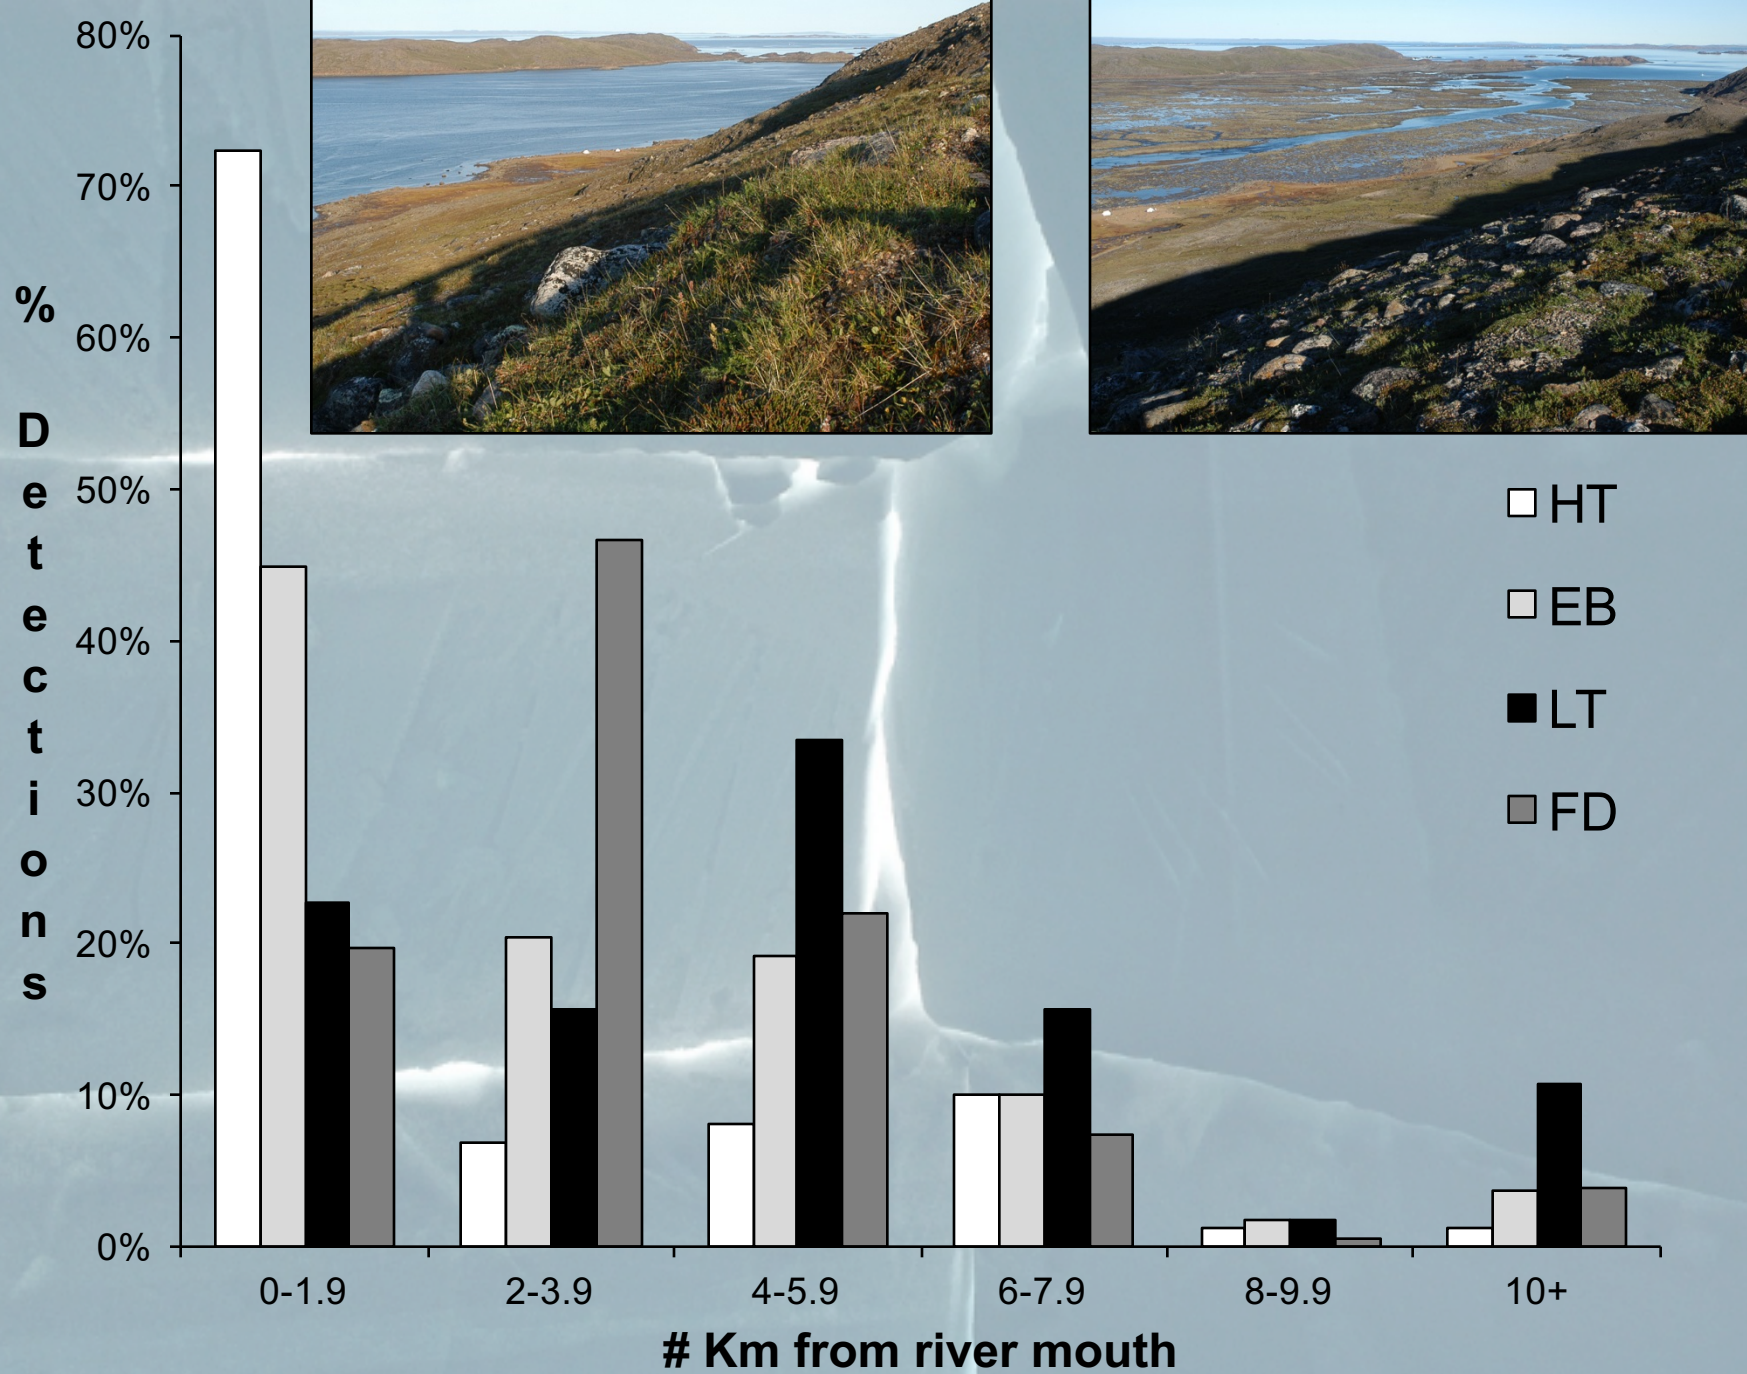 80%
70%
60%
50%
40%
30%
20%
10%
0%
% Detections
0-1.9 2-3.9 4-5.9 6-7.9 8-9.9 10+
# Km from river mouth
HT
EB
LT
FD